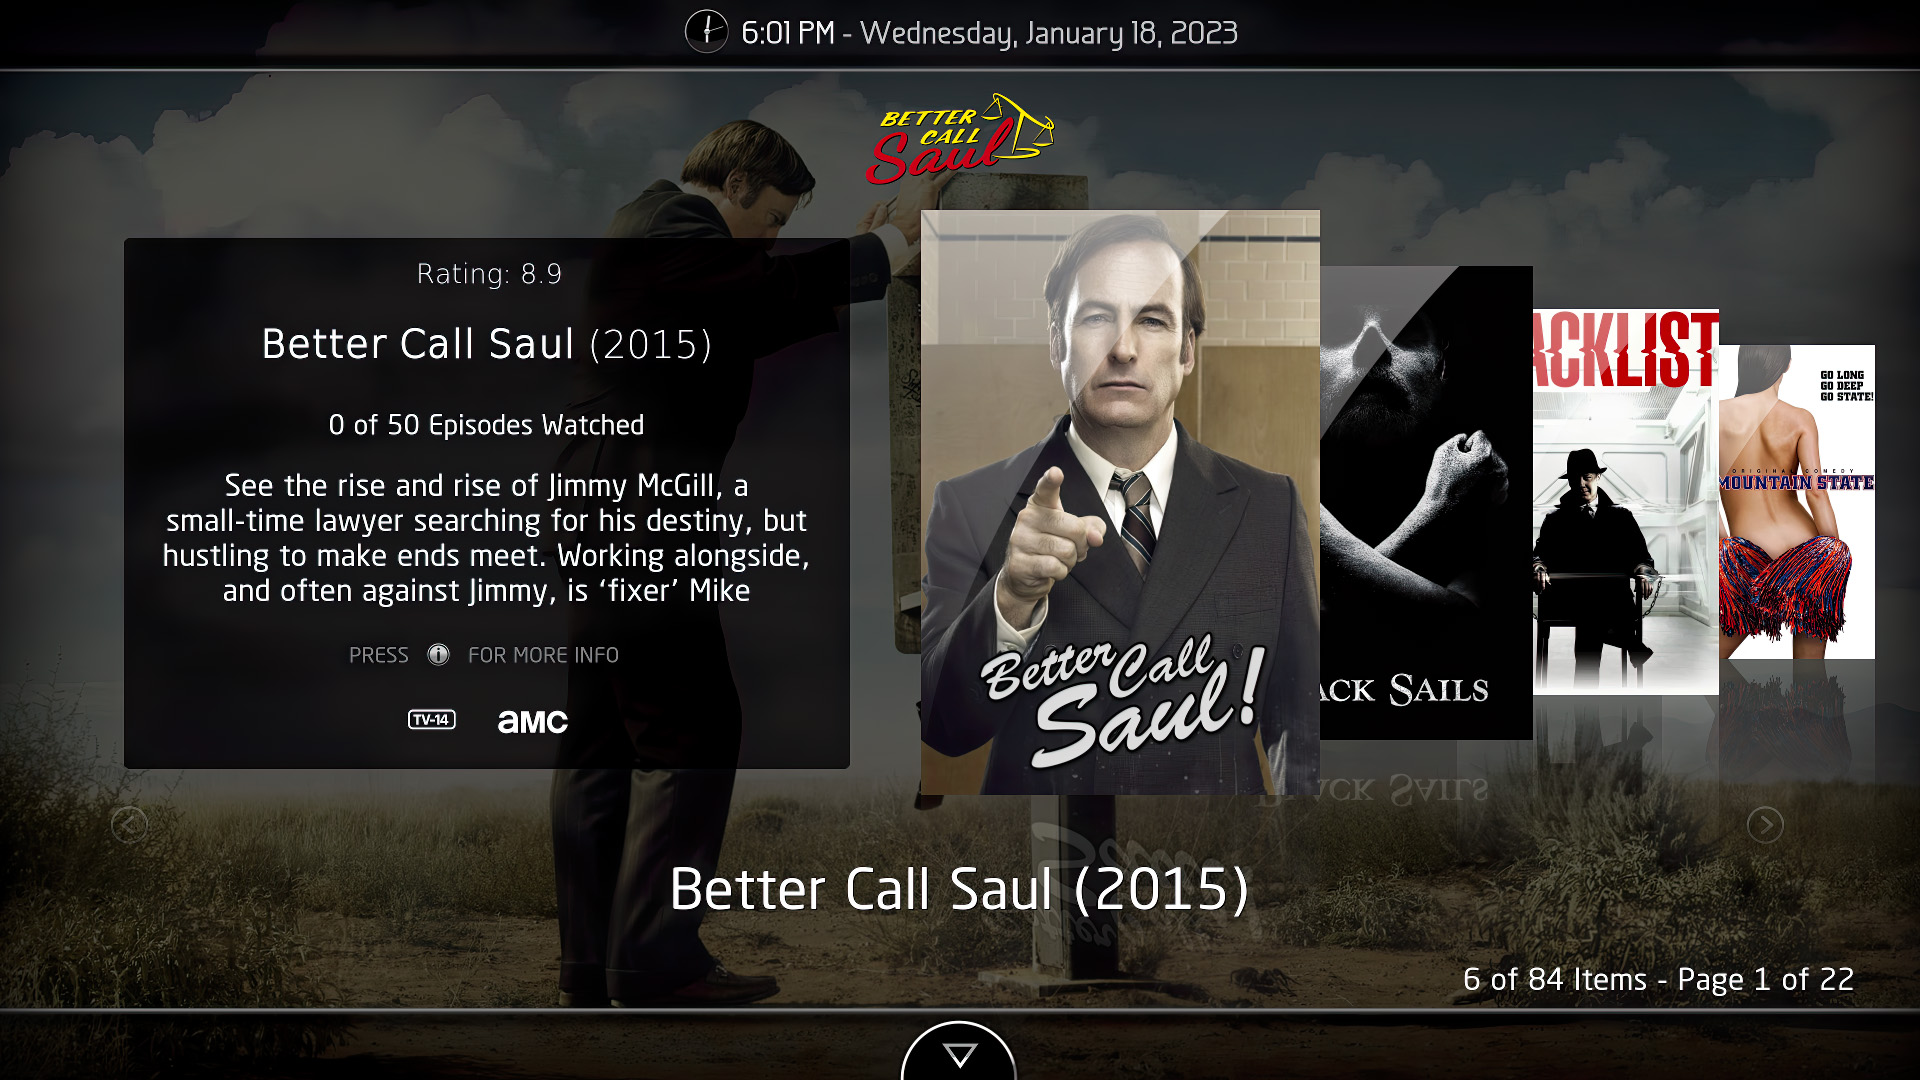 6:01 PM - Wednesday, January 18, 2023
BETTER
CALL
Saul
Rating: 8.9
Better Call Saul (2015)
0 of 50 Episodes Watched
See the rise and rise of Jimmy McGill, a
small-time lawyer searching for his destiny, but
hustling to make ends meet. Working alongside,
and often against Jimmy, is ‘fixer’ Mike
PRESS i FOR MORE INFO
TV-14 aMC
Better Call
Saul!
ACK SAILS
ACKLIST
GO LONG
GO DEEP
GO STATE!
ORIGINAL COMEDY
MOUNTAIN STATE
Better Call Saul (2015)
6 of 84 Items - Page 1 of 22